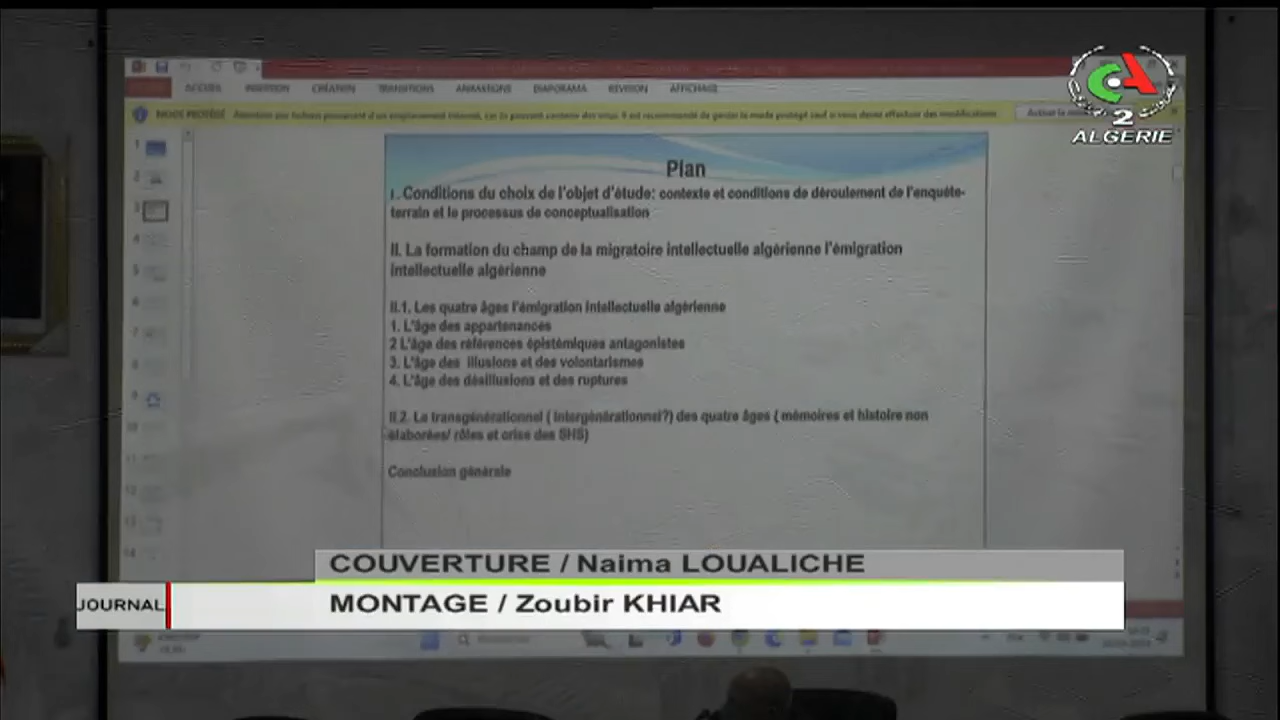 ACCUEIL INSERTION CRÉATION TRANSITIONS ANIMATIONS DIAPORAMA RÉVISION AFFICHAGE
MODE PROTÉGÉ
2
ALGERIE
Plan
I. Conditions du choix de l'objet d'étude: contexte et conditions de déroulement de l'enquête-
terrain et le processus de conceptualisation
II. La formation du champ de la migratoire intellectuelle algérienne l'émigration
intellectuelle algérienne
II.1. Les quatre âges l'émigration intellectuelle algérienne
1. L'âge des appartenances
2 L'âge des références épistémiques antagonistes
3. L'âge des illusions et des volontarismes
4. L'âge des désillusions et des ruptures
II.2. Le transgénérationnel ( intergénérationnel?) des quatre âges ( mémoires et histoire non
élaborées/ rôles et crise des SHS)
Conclusion générale
COUVERTURE / Naima LOUALICHE
JOURNAL
MONTAGE / Zoubir KHIAR